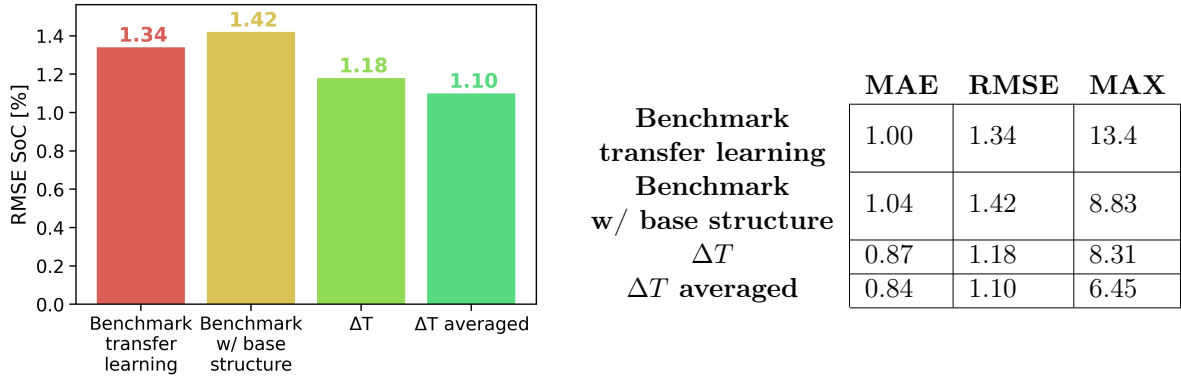 RMSE SoC [%]
1.4
1.2
1.0
0.8
0.6
0.4
0.2
0.0
1.34
1.42
1.18
1.10
Benchmark
transfer
learning
Benchmark
w/ base
structure
ΔT
ΔT averaged
MAE RMSE MAX
Benchmark
transfer learning
1.00 1.34 13.4
Benchmark
w/ base structure
1.04 1.42 8.83
ΔT 0.87 1.18 8.31
ΔT averaged 0.84 1.10 6.45